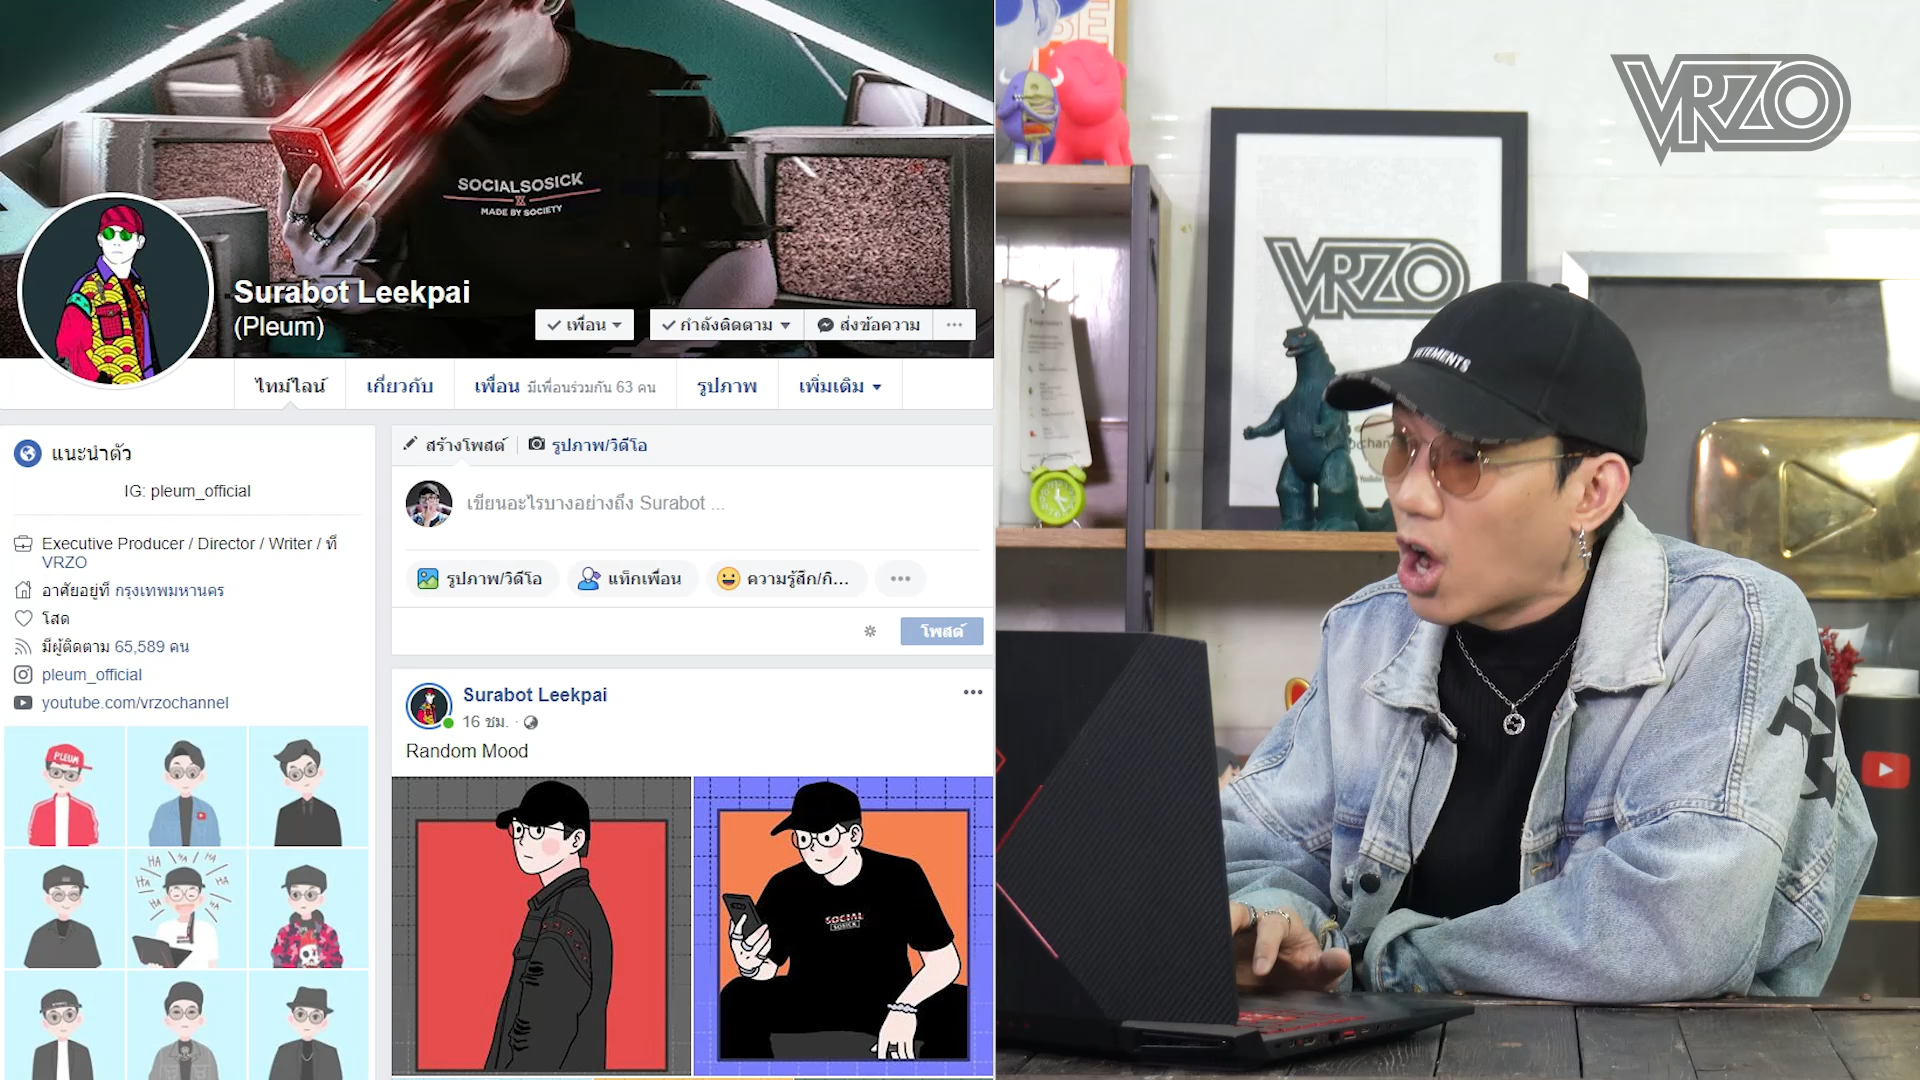 SOCIALSOSICK
MADE BY SOCIETY
Surabot Leekpai
(Pleum)
เพื่อน
กำลังติดตาม
ส่งข้อความ
ไทม์ไลน์
เกี่ยวกับ
เพื่อน มีเพื่อนร่วมกัน 63 คน
รูปภาพ
เพิ่มเติม
แนะนำตัว
IG: pleum_official
Executive Producer / Director / Writer / ที่
VRZO
อาศัยอยู่ที่ กรุงเทพมหานคร
โสด
มีผู้ติดตาม 65,589 คน
pleum_official
youtube.com/vrzochannel
PLEUM
HA HA HA
HA HA
HA HA
สร้างโพสต์
รูปภาพ/วิดีโอ
เขียนอะไรบางอย่างถึง Surabot ...
รูปภาพ/วิดีโอ
แท็กเพื่อน
ความรู้สึก/กิ...
โพสต์
Surabot Leekpai
16 ชม.
Random Mood
SOCIAL
SOSICK
VRZO
VRZO
VETEMENTS